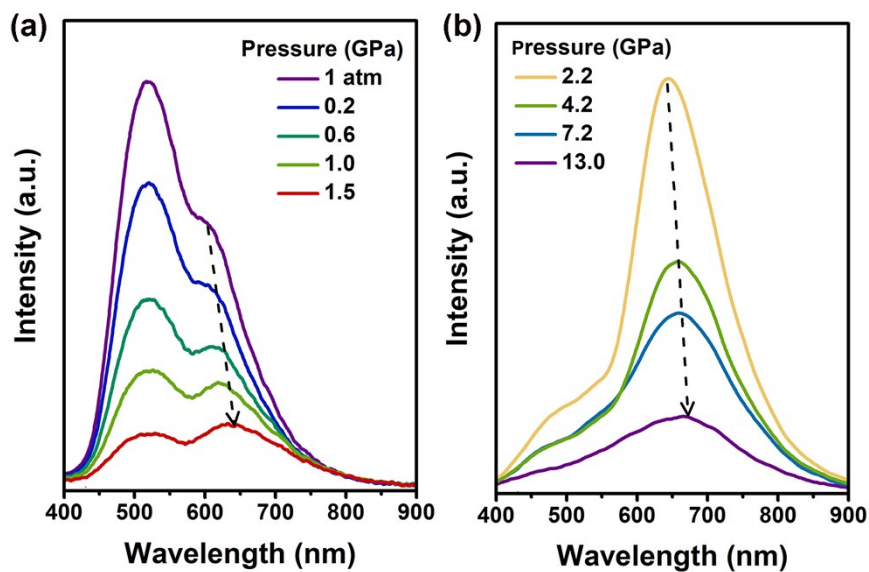 (a)
Pressure (GPa)
1 atm
0.2
0.6
1.0
1.5
Intensity (a.u.)
400 500 600 700 800 900
Wavelength (nm)
(b)
Pressure (GPa)
2.2
4.2
7.2
13.0
Intensity (a.u.)
400 500 600 700 800 900
Wavelength (nm)